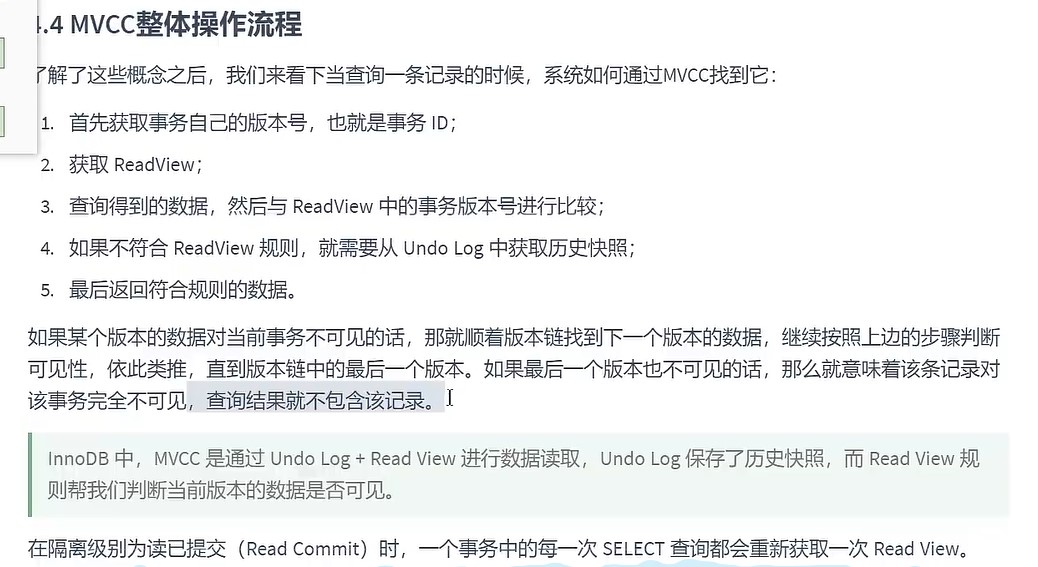 4.4 MVCC整体操作流程
了解了这些概念之后，我们来看下当查询一条记录的时候，系统如何通过MVCC找到它：
1. 首先获取事务自己的版本号，也就是事务 ID；
2. 获取 ReadView；
3. 查询得到的数据，然后与 ReadView 中的事务版本号进行比较；
4. 如果不符合 ReadView 规则，就需要从 Undo Log 中获取历史快照；
5. 最后返回符合规则的数据。
如果某个版本的数据对当前事务不可见的话，那就顺着版本链找到下一个版本的数据，继续按照上边的步骤判断
可见性，依此类推，直到版本链中的最后一个版本。如果最后一个版本也不可见的话，那么就意味着该条记录对
该事务完全不可见，查询结果就不包含该记录。
InnoDB 中，MVCC 是通过 Undo Log + Read View 进行数据读取，Undo Log 保存了历史快照，而 Read View 规
则帮我们判断当前版本的数据是否可见。
在隔离级别为读已提交（Read Commit）时，一个事务中的每一次 SELECT 查询都会重新获取一次 Read View。